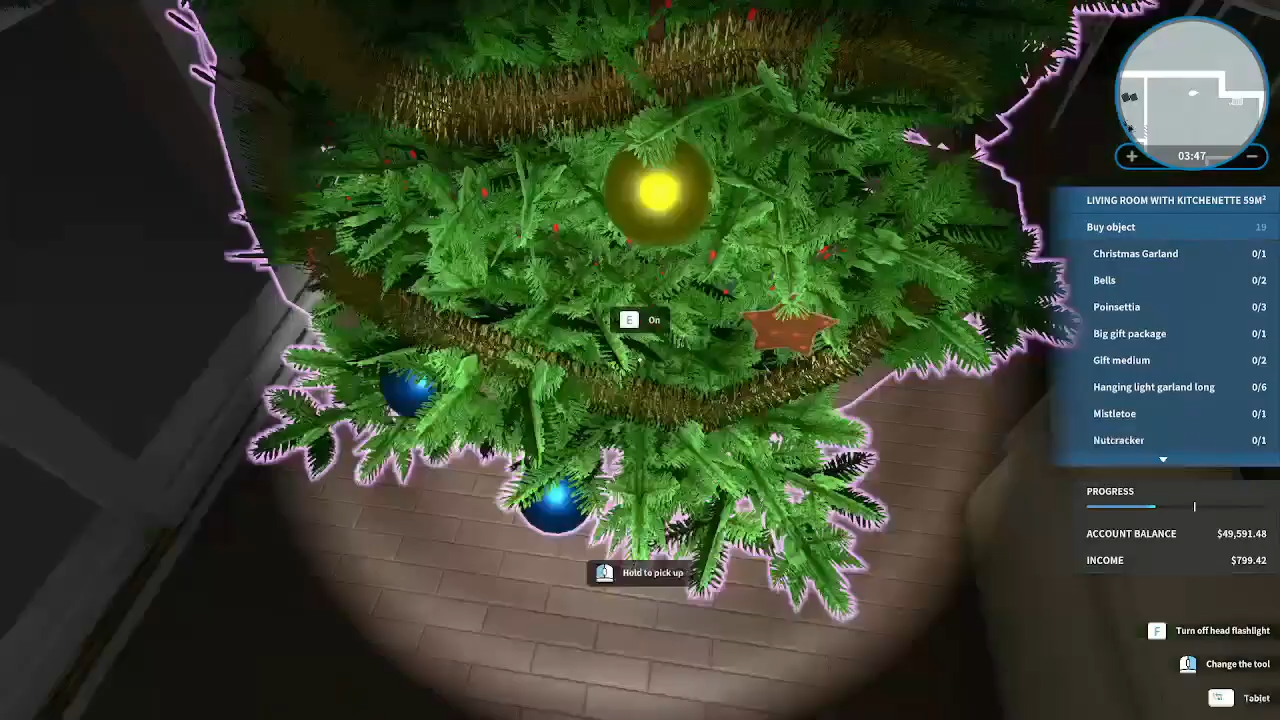 + 03:47 −
LIVING ROOM WITH KITCHENETTE 59M²
Buy object 19
Christmas Garland 0/1
Bells 0/2
Poinsettia 0/3
Big gift package 0/1
Gift medium 0/2
Hanging light garland long 0/6
Mistletoe 0/1
Nutcracker 0/1
E On
PROGRESS
ACCOUNT BALANCE $49,591.48
INCOME $799.42
Hold to pick up
F Turn off head flashlight
Change the tool
Tablet